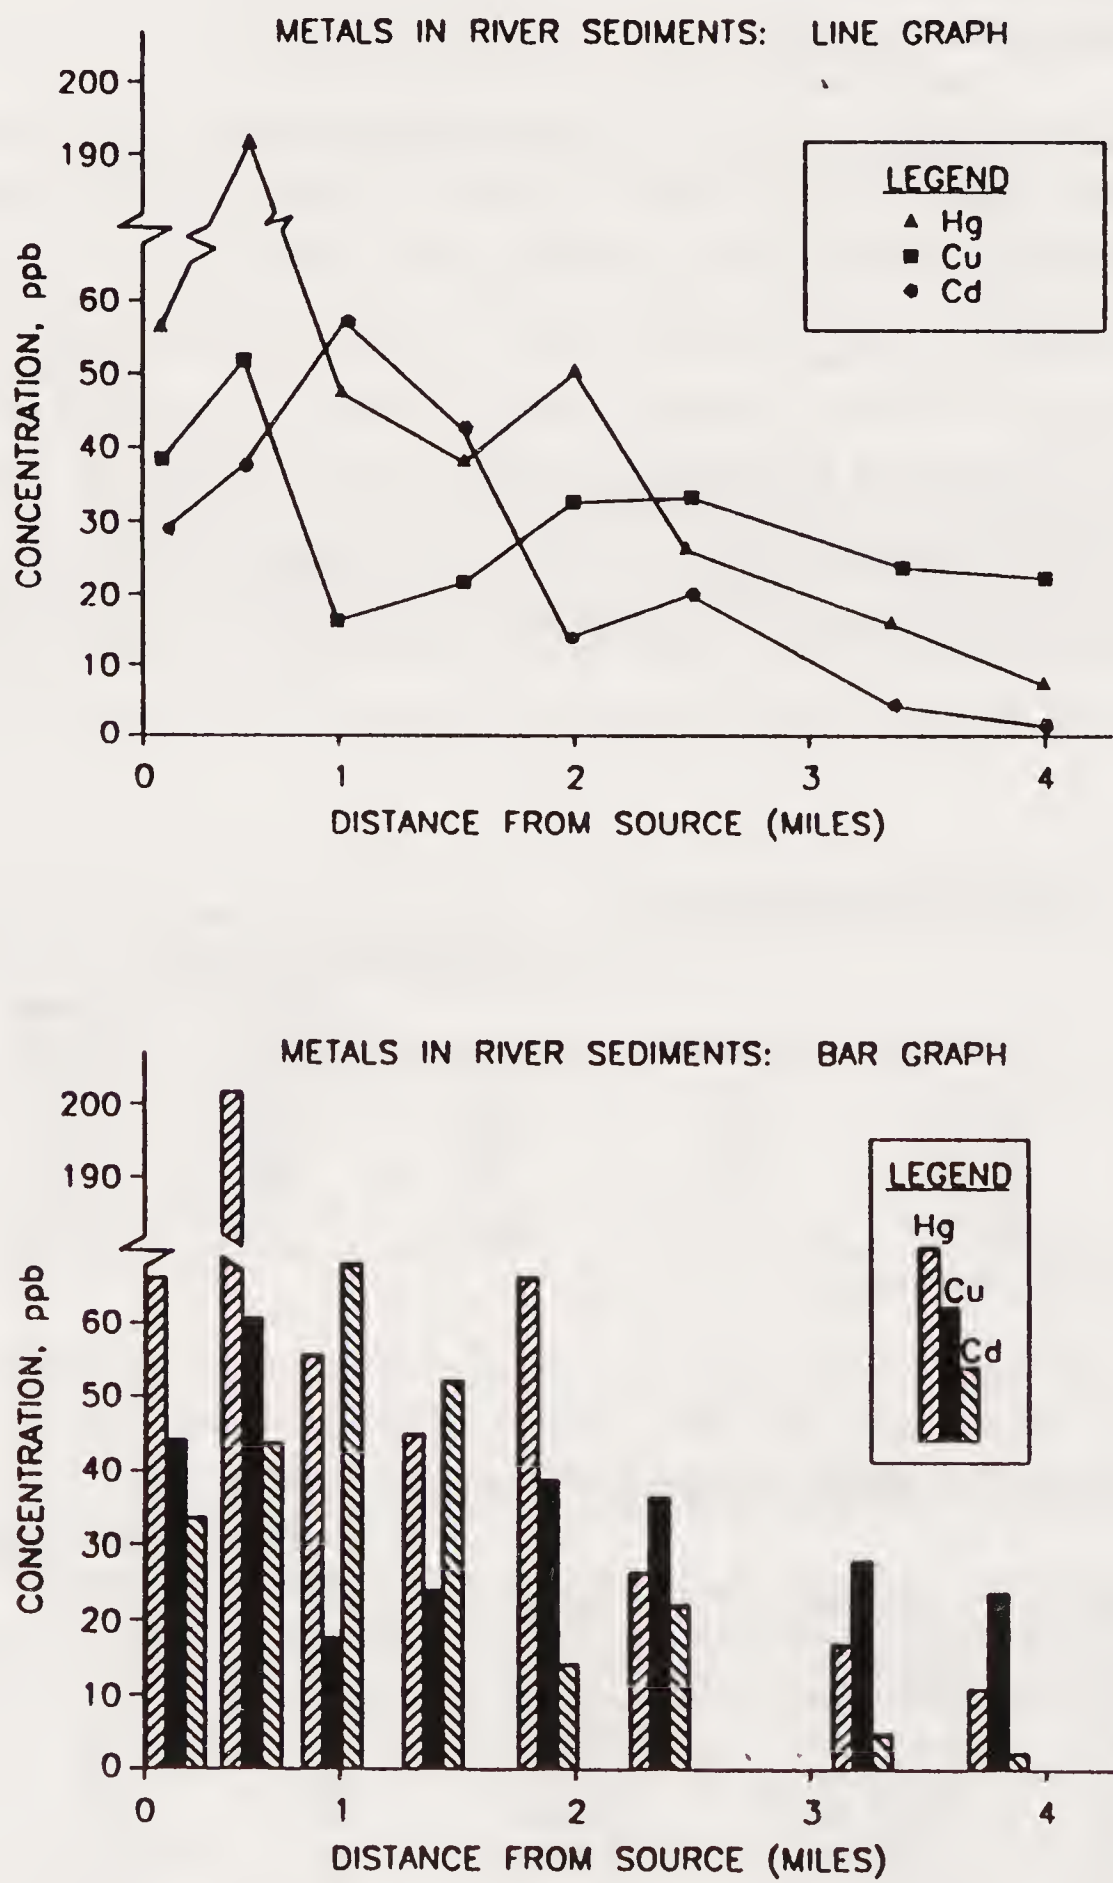 METALS IN RIVER SEDIMENTS: LINE GRAPH
200
190
60
50
40
30
20
10
0
CONCENTRATION, ppb
LEGEND
Hg
Cu
Cd
0 1 2 3 4
DISTANCE FROM SOURCE (MILES)
METALS IN RIVER SEDIMENTS: BAR GRAPH
200
190
60
50
40
30
20
10
0
CONCENTRATION, ppb
LEGEND
Hg
Cu
Cd
0 1 2 3 4
DISTANCE FROM SOURCE (MILES)